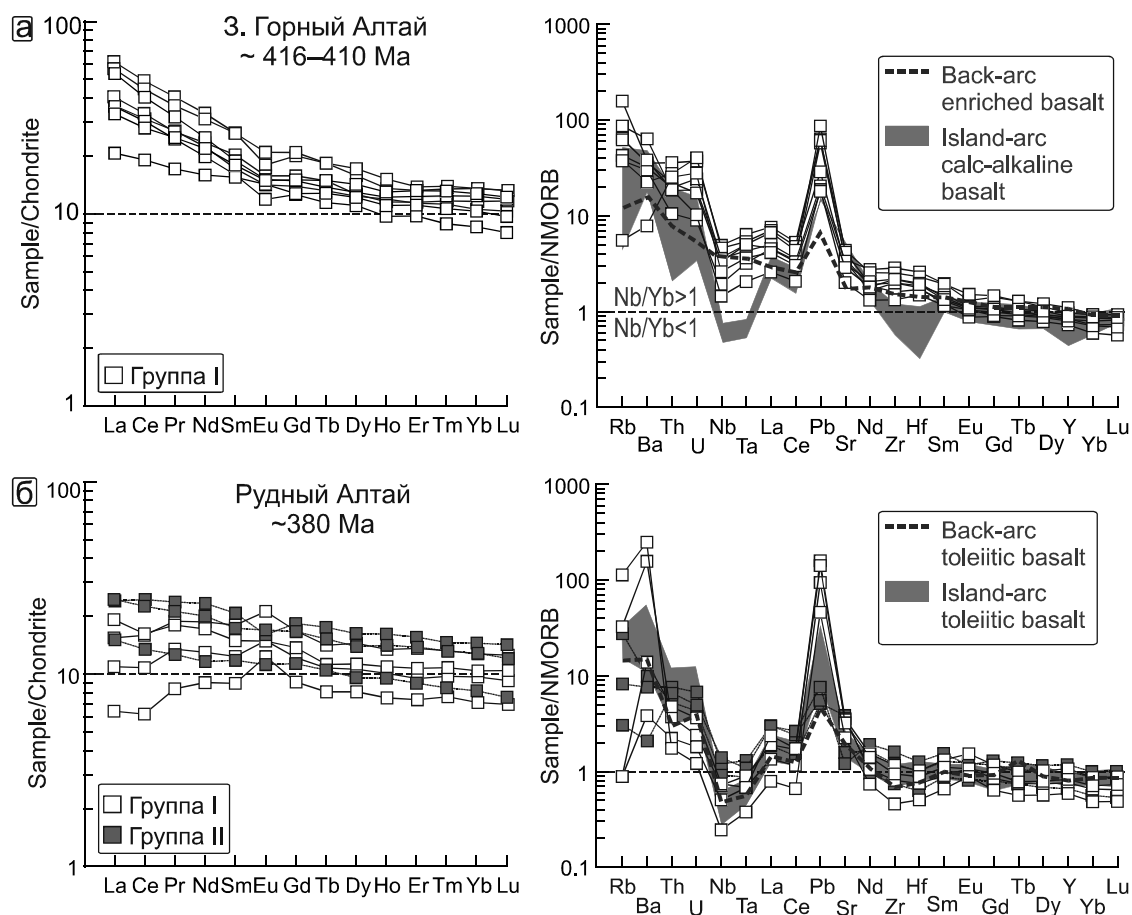 а
З. Горный Алтай
~ 416–410 Ma
100
10
1
Sample/Chondrite
Группа I
La Ce Pr Nd Sm Eu Gd Tb Dy Ho Er Tm Yb Lu
1000
100
10
1
0.1
Sample/NMORB
Back-arc
enriched basalt
Island-arc
calc-alkaline
basalt
Nb/Yb>1
Nb/Yb<1
Rb Th Nb La Pb Nd Hf Eu Tb Y Lu
Ba U Ta Ce Sr Zr Sm Gd Dy Yb
б
Рудный Алтай
~380 Ma
100
10
1
Sample/Chondrite
Группа I
Группа II
La Ce Pr Nd Sm Eu Gd Tb Dy Ho Er Tm Yb Lu
1000
100
10
1
0.1
Sample/NMORB
Back-arc
toleiitic basalt
Island-arc
toleiitic basalt
Rb Th Nb La Pb Nd Hf Eu Tb Y Lu
Ba U Ta Ce Sr Zr Sm Gd Dy Yb